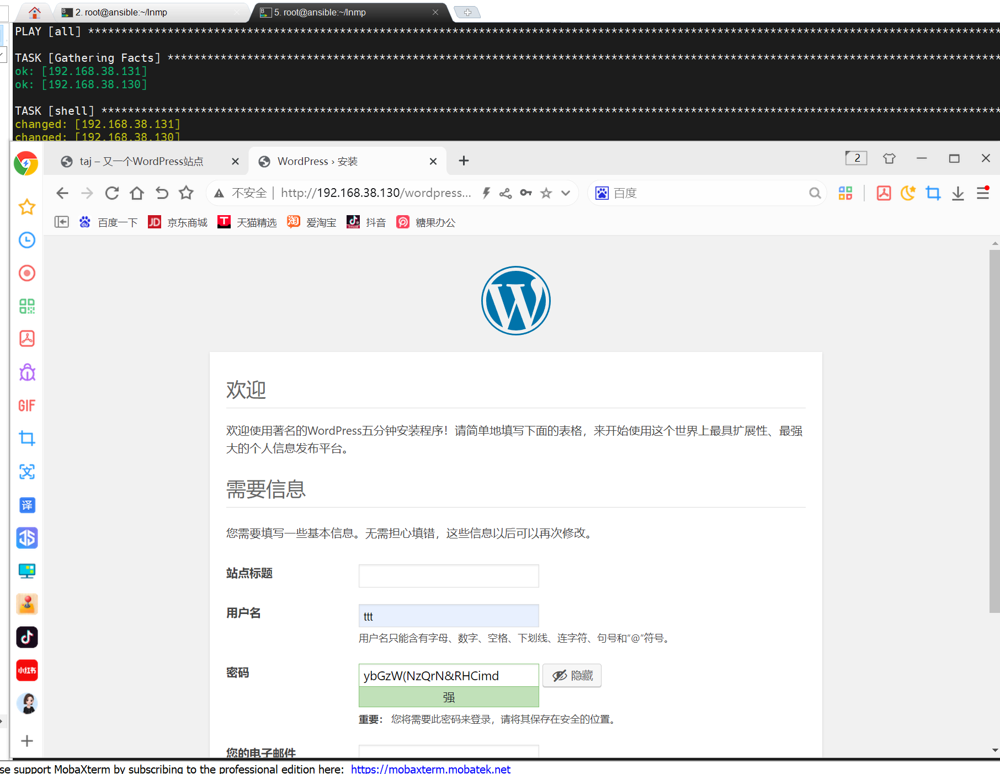 2. root@ansible:~/lnmp
5. root@ansible:~/lnmp
PLAY [all] ******************************************************************************************************************************************
TASK [Gathering Facts] ******************************************************************************************************************************
ok: [192.168.38.131]
ok: [192.168.38.130]
TASK [shell] ****************************************************************************************************************************************
changed: [192.168.38.131]
changed: [192.168.38.130]
taj – 又一个WordPress站点
WordPress › 安装
2
不安全
http://192.168.38.130/wordpress...
百度
百度一下
JD 京东商城
T 天猫精选
淘 爱淘宝
抖音
糖果办公
GIF
文
译
JS
小红书
W
欢迎
欢迎使用著名的WordPress五分钟安装程序！请简单地填写下面的表格，来开始使用这个世界上最具扩展性、最强
大的个人信息发布平台。
需要信息
您需要填写一些基本信息。无需担心填错，这些信息以后可以再次修改。
站点标题
用户名
ttt
用户名只能含有字母、数字、空格、下划线、连字符、句号和“@”符号。
密码
ybGzW(NzQrN&RHCimd
隐藏
强
重要： 您将需要此密码来登录，请将其保存在安全的位置。
您的电子邮件
se support MobaXterm by subscribing to the professional edition here: https://mobaxterm.mobatek.net